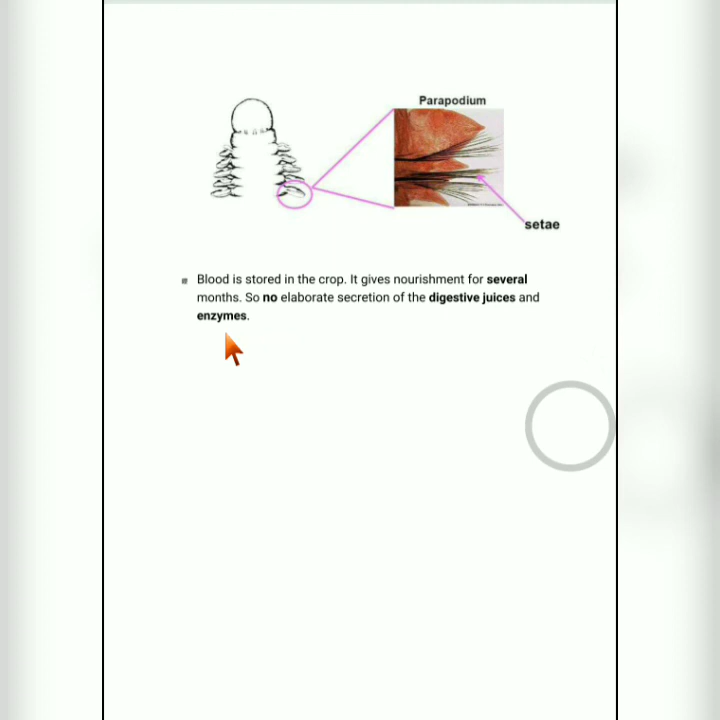 Parapodium
setae
Blood is stored in the crop. It gives nourishment for several
months. So no elaborate secretion of the digestive juices and
enzymes.